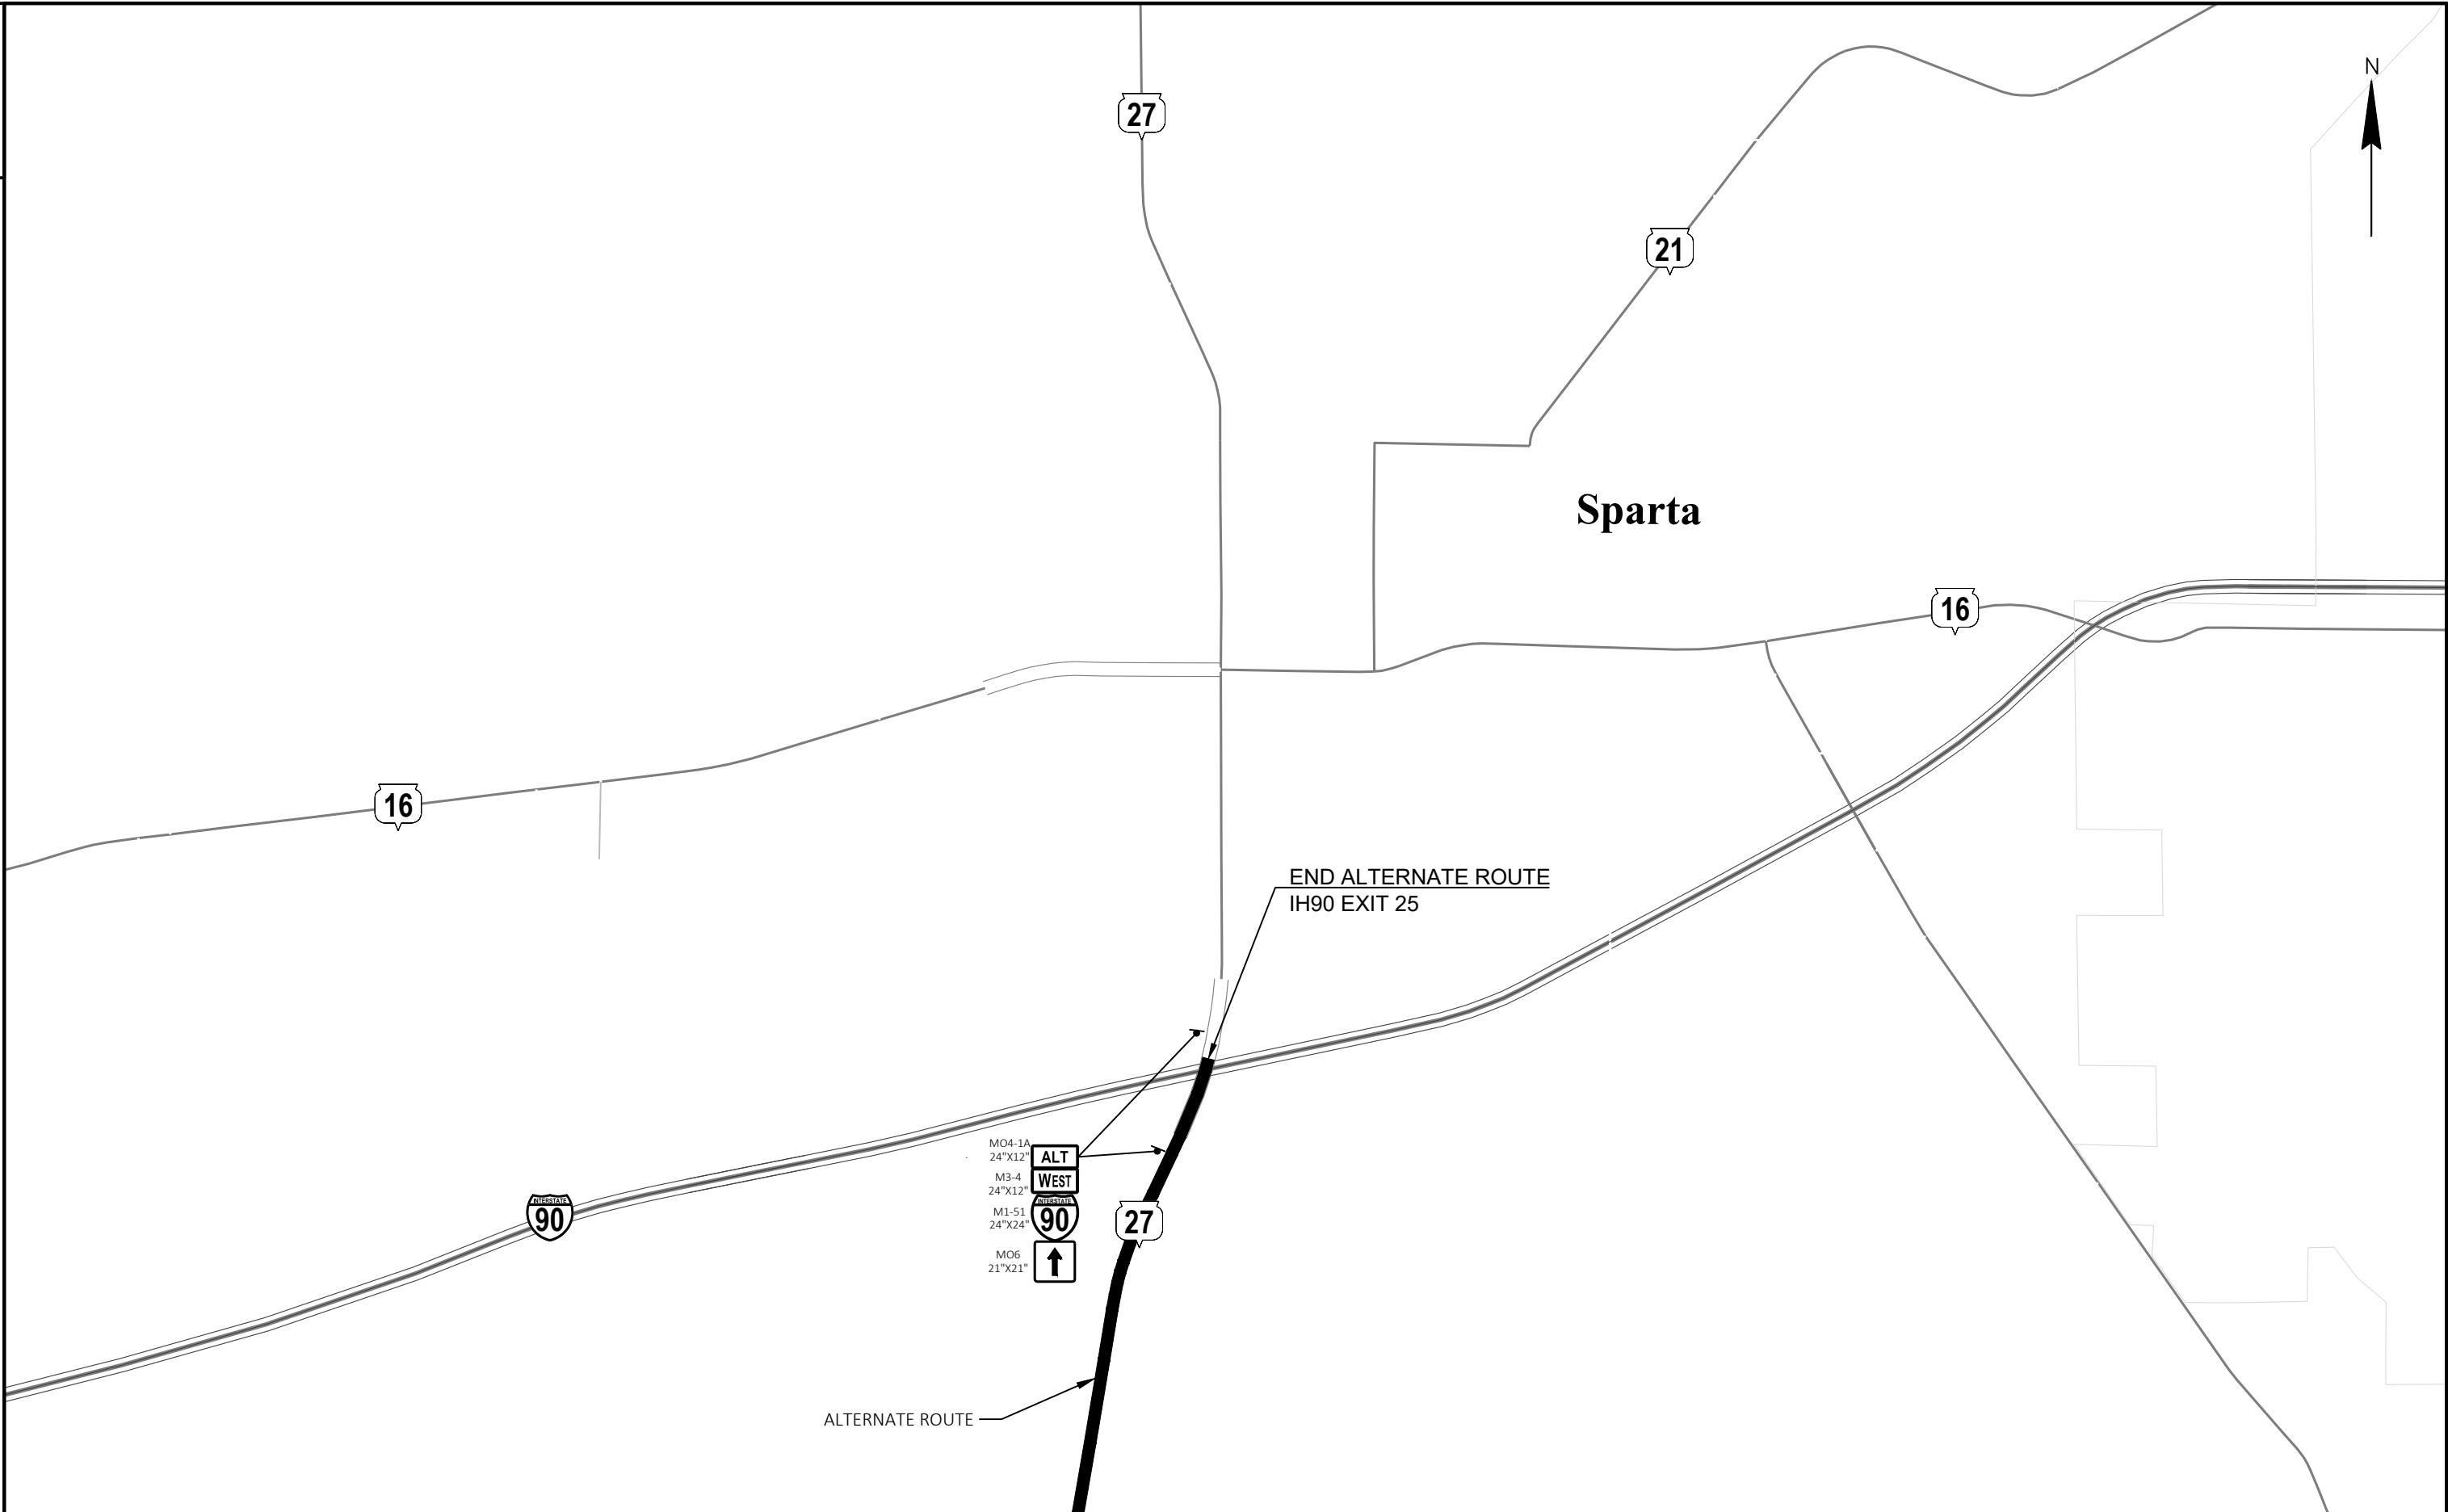 N
27
21
Sparta
16
16
END ALTERNATE ROUTE
IH90 EXIT 25
MO4-1A
24"X12"
ALT
M3-4
24"X12"
WEST
M1-51
24"X24"
INTERSTATE
90
MO6
21"X21"
INTERSTATE
90
27
ALTERNATE ROUTE